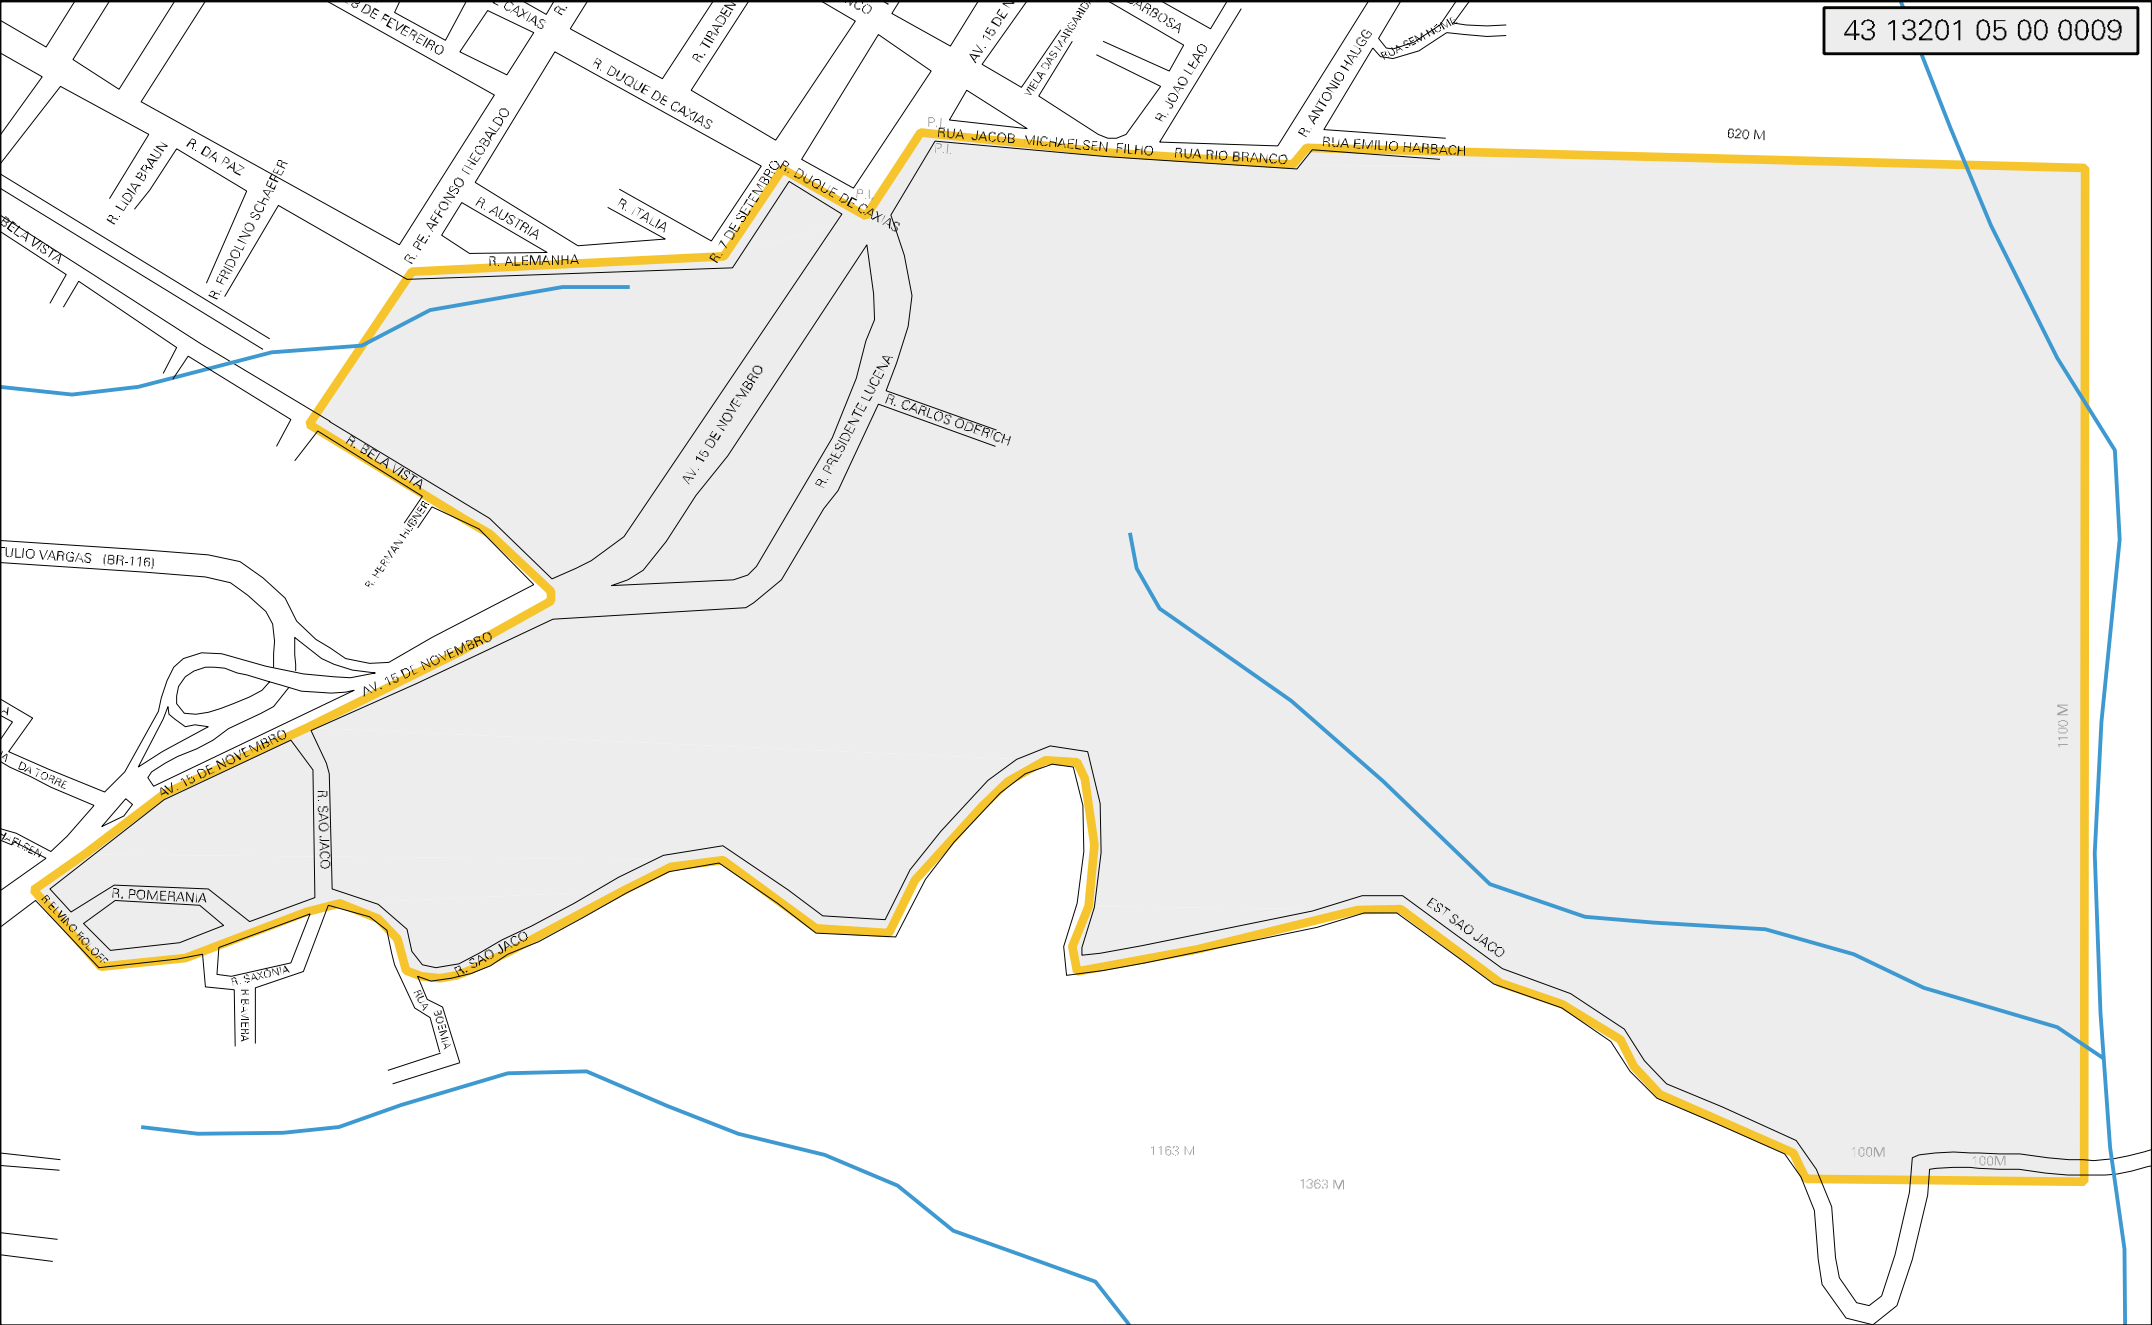 43 13201 05 00 0009
DE FEVEREIRO
CAXIAS
R.
R. TIRADEN
R. DUQUE DE CAXIAS
AV. 15 DE N
BARBOSA
R. JOAO LEAO
R. ANTONIO HAUGG
RUA SEM NOME
620 M
P.I.
RUA JACOB MICHAELSEN FILHO
RUA RIO BRANCO
RUA EMILIO HARBACH
P.I.
R. DA PAZ
R. LIDIA BRAUN
R. FRIDOLINO SCHAEFER
R. PE. AFFONSO THEOBALDO
R. AUSTRIA
R. ITALIA
R. 7 DE SETEMBRO
R. DUQUE DE CAXIAS
P.I.
R. ALEMANHA
BELA VISTA
AV. 15 DE NOVEMBRO
R. PRESIDENTE LUCENA
R. CARLOS ODERICH
R. BELA VISTA
R. HERMAN HUBNER
TULIO VARGAS (BR-116)
AV. 15 DE NOVEMBRO
AV. 15 DE NOVEMBRO
1100 M
DA TORRE
R. SAO JACO
R. POMERANIA
R. SAO JACO
EST SAO JACO
R. SAXONIA
R BAVIERA
RUA BOEMIA
1163 M
1363 M
100M
100M